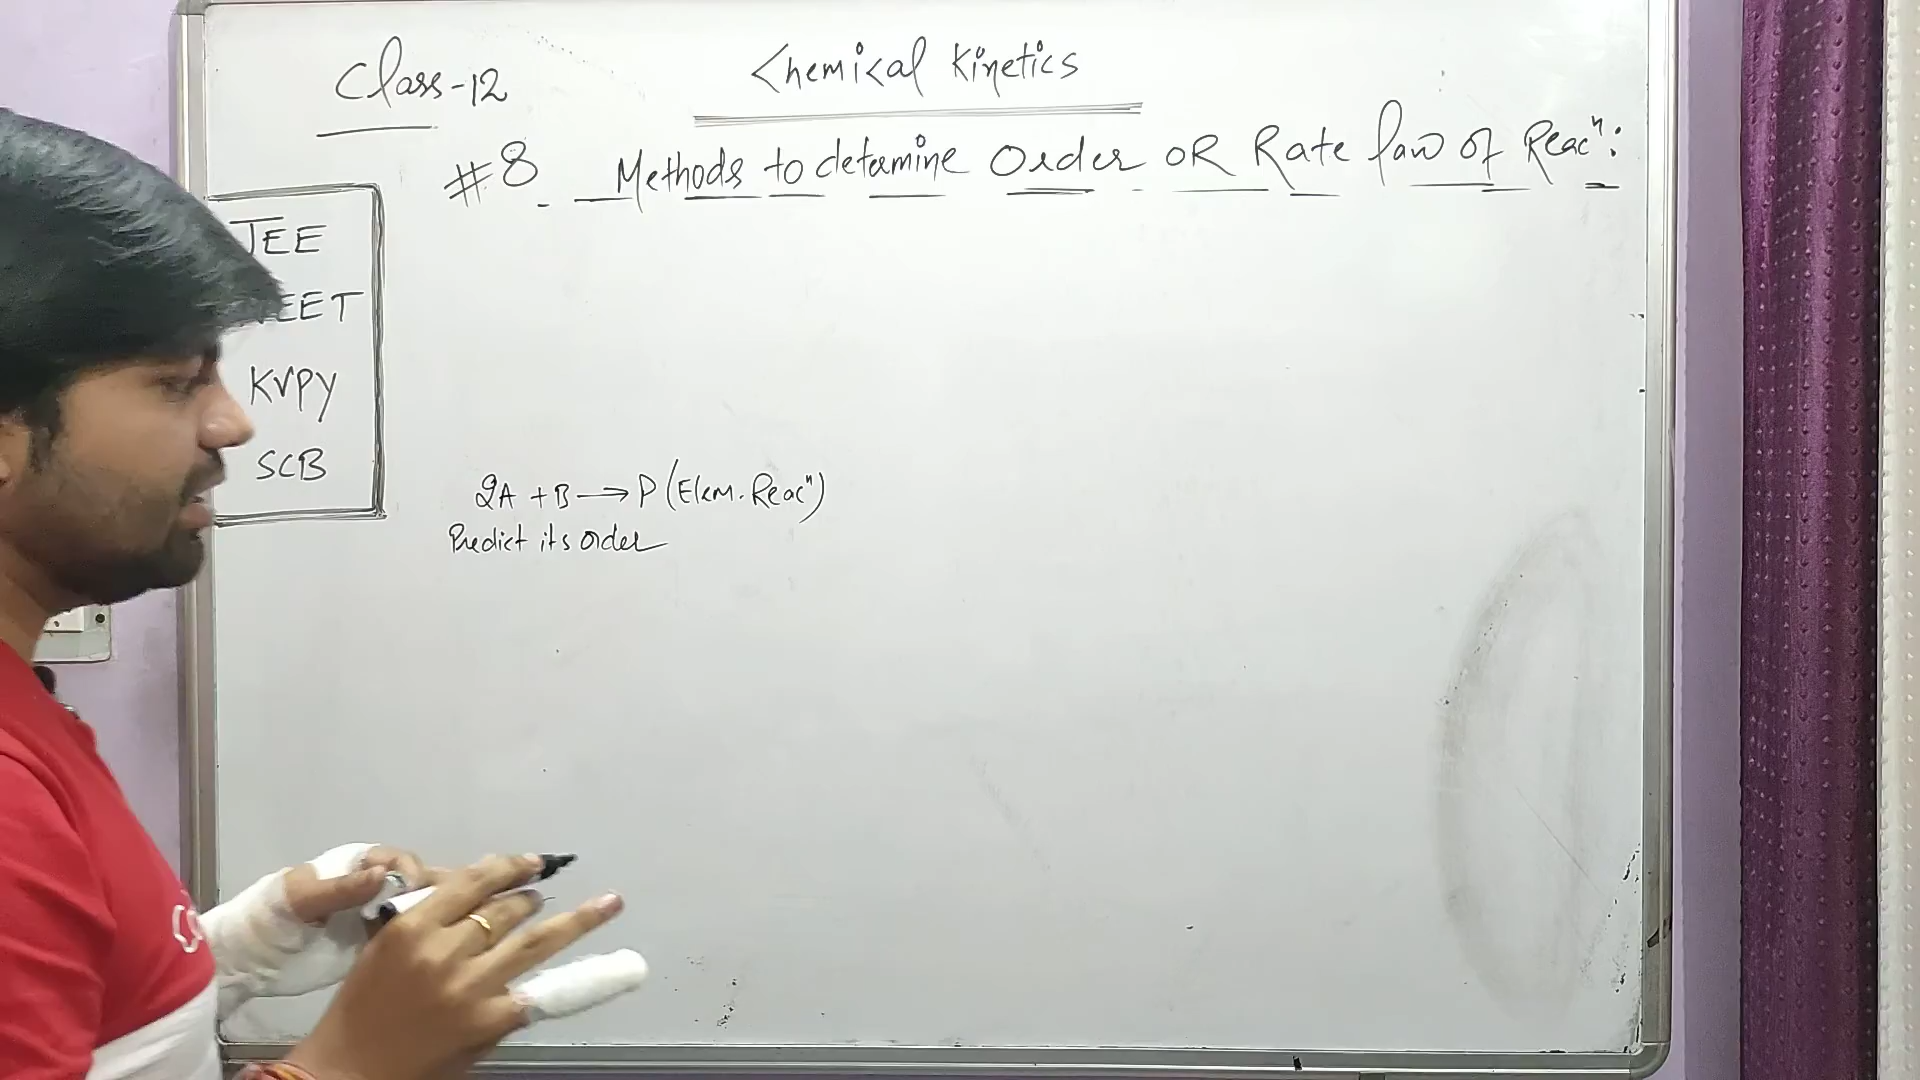 Class-12
Chemical Kinetics
#8 Methods to determine Order OR Rate law of Reacⁿ:
JEE
NEET
KVPY
SCB
2A + B → P (Elem. Reacⁿ)
Predict its order